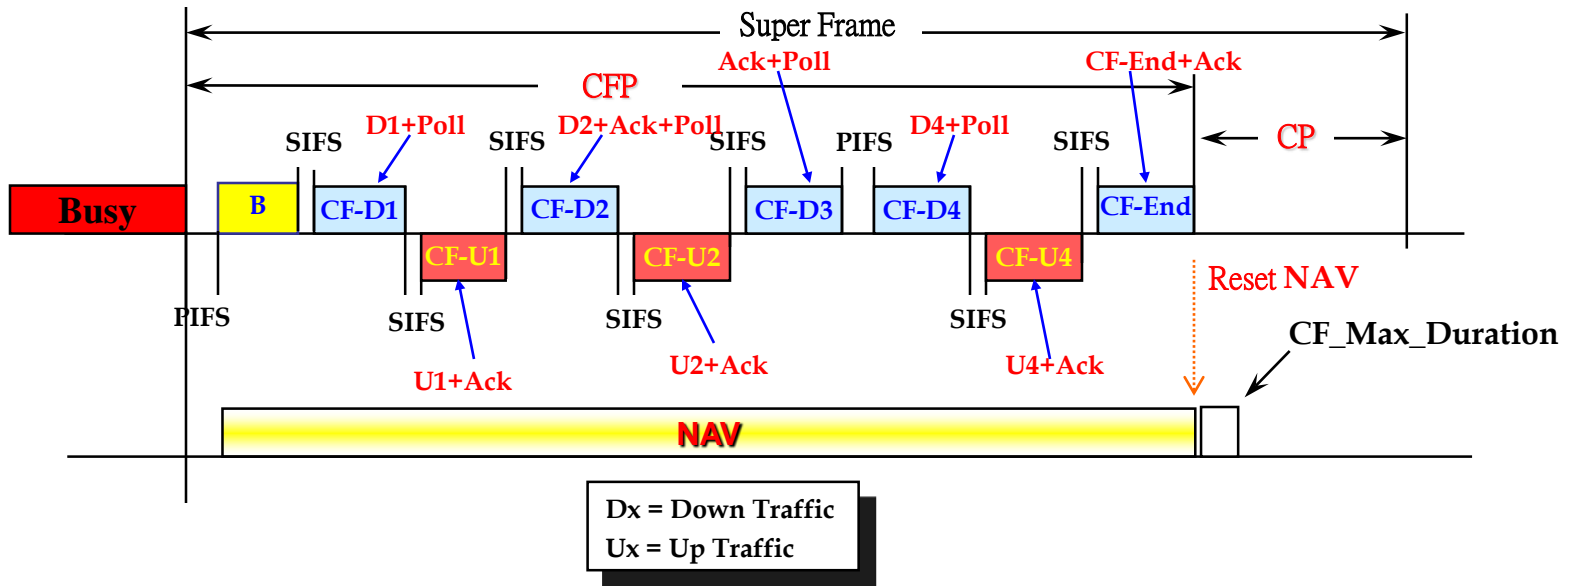 Super Frame
Ack+Poll
CF-End+Ack
CFP
D1+Poll
D2+Ack+Poll
D4+Poll
SIFS
SIFS
SIFS
PIFS
SIFS
CP
Busy
B
CF-D1
CF-D2
CF-D3
CF-D4
CF-End
CF-U1
CF-U2
CF-U4
Reset NAV
PIFS
SIFS
SIFS
SIFS
CF_Max_Duration
U1+Ack
U2+Ack
U4+Ack
NAV
Dx = Down Traffic
Ux = Up Traffic